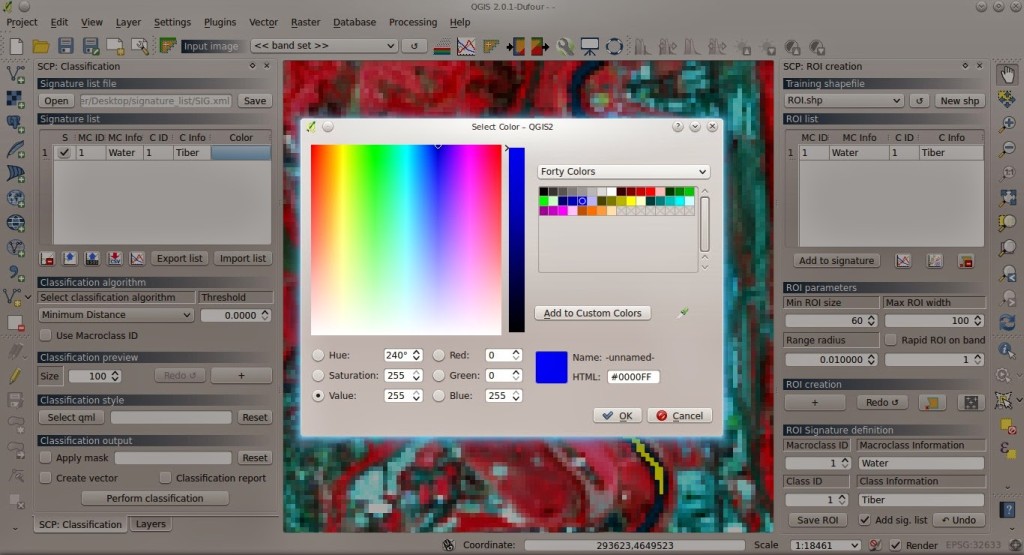 QGIS 2.0.1-Dufour - -
Project Edit View Layer Settings Plugins Vector Raster Database Processing Help
Input image << band set >>
SCP: Classification
Signature list file
Open er/Desktop/signature_list/SIG.xml Save
Signature list
S MC ID MC Info C ID C Info Color
1 1 Water 1 Tiber
Export list Import list
Classification algorithm
Select classification algorithm Threshold
Minimum Distance 0.0000
Use Macroclass ID
Classification preview
Size 100 Redo +
Classification style
Select qml Reset
Classification output
Apply mask Reset
Create vector Classification report
Perform classification
SCP: Classification Layers
Select Color – QGIS2
Forty Colors
Add to Custom Colors
Hue: 240° Red: 0
Saturation: 255 Green: 0
Value: 255 Blue: 255
Name: -unnamed-
HTML: #0000FF
OK Cancel
SCP: ROI creation
Training shapefile
ROI.shp New shp
ROI list
MC ID MC Info C ID C Info
1 1 Water 1 Tiber
Add to signature
ROI parameters
Min ROI size Max ROI width
60 100
Range radius Rapid ROI on band
0.010000 1
ROI creation
+ Redo
ROI Signature definition
Macroclass ID Macroclass Information
1 Water
Class ID Class Information
1 Tiber
Save ROI Add sig. list Undo
Coordinate: 293623,4649523 Scale 1:18461 Render EPSG:32633